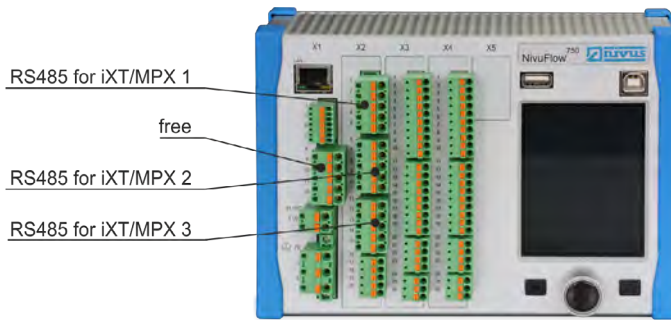 X1 X2 X3 X4 X5
NivuFlow 750 nivus
RS485 for iXT/MPX 1
free
RS485 for iXT/MPX 2
RS485 for iXT/MPX 3